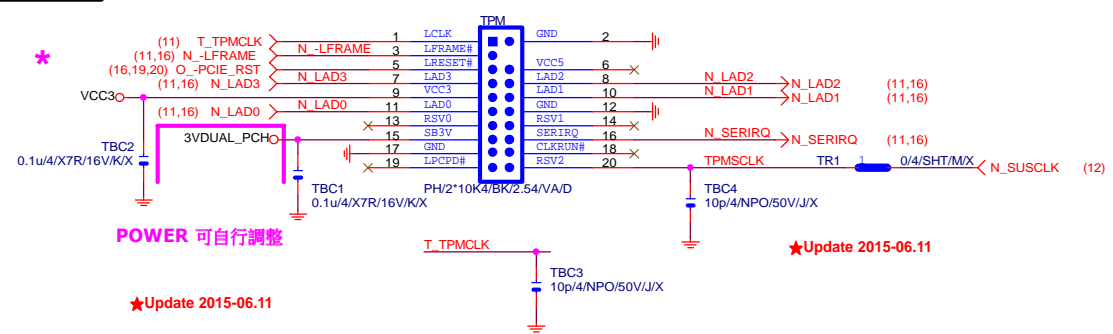 TPM
(11) T_TPMCLK 1 LCLK GND 2
(11,16) N_-LFRAME N_-LFRAME 3 LFRAME#
(16,19,20) O_-PCIE_RST 5 LRESET# VCC5 6
(11,16) N_LAD3 N_LAD3 7 LAD3 LAD2 8 N_LAD2 N_LAD2 (11,16)
VCC3 9 VCC3 LAD1 10 N_LAD1 N_LAD1 (11,16)
(11,16) N_LAD0 N_LAD0 11 LAD0 GND 12
13 RSV0 RSV1 14
3VDUAL_PCH 15 SB3V SERIRQ 16 N_SERIRQ N_SERIRQ (11,16)
17 GND CLKRUN# 18
19 LPCPD# RSV2 20 TPMSCLK TR1 1 0/4/SHT/M/X N_SUSCLK (12)
*
TBC2
0.1u/4/X7R/16V/K/X
TBC1
0.1u/4/X7R/16V/K/X
PH/2*10K4/BK/2.54/VA/D
TBC4
10p/4/NPO/50V/J/X
POWER 可自行調整
T_TPMCLK
★Update 2015-06.11
TBC3
10p/4/NPO/50V/J/X
★Update 2015-06.11